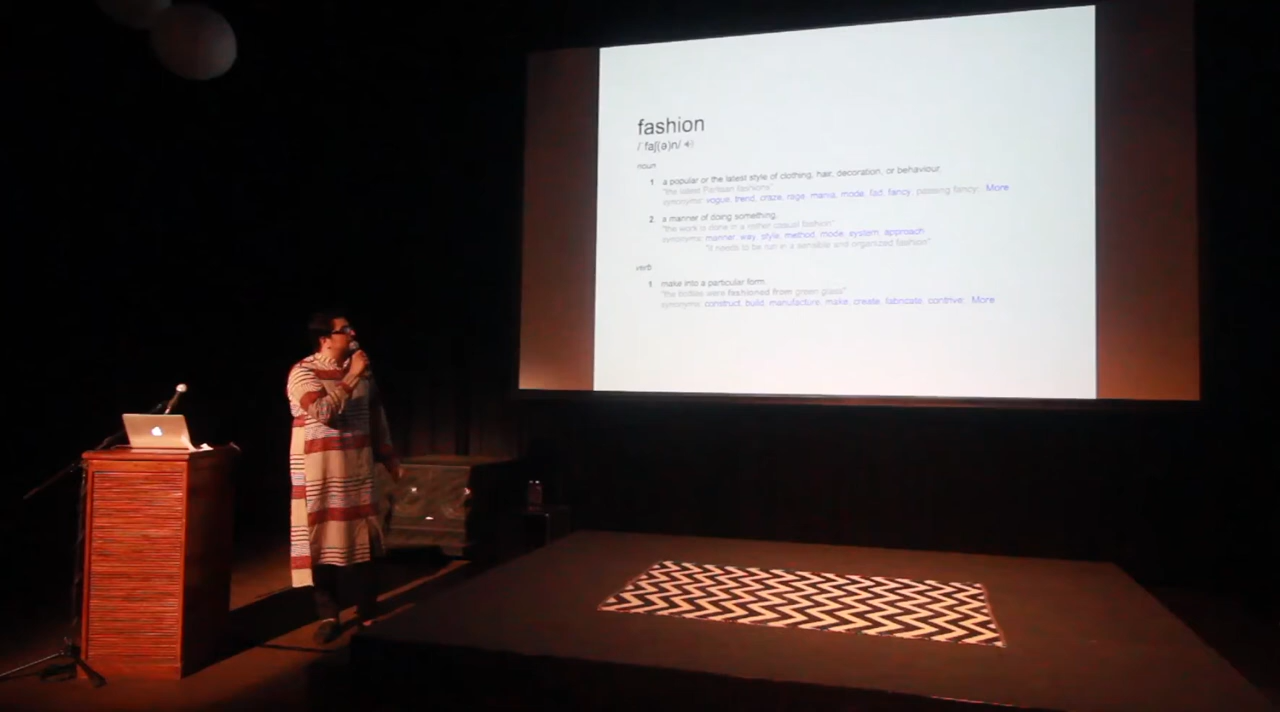 fashion
/ˈfaʃ(ə)n/
noun
1 a popular or the latest style of clothing, hair, decoration, or behaviour.
"the latest Parisian fashions"
synonyms: vogue, trend, craze, rage, mania, mode, fad, fancy, passing fancy; More
2. a manner of doing something.
"the work is done in a rather casual fashion"
synonyms: manner, way, style, method, mode, system, approach
"it needs to be run in a sensible and organized fashion"
verb
1 make into a particular form.
"the bottles were fashioned from green glass"
synonyms: construct, build, manufacture, make, create, fabricate, contrive; More